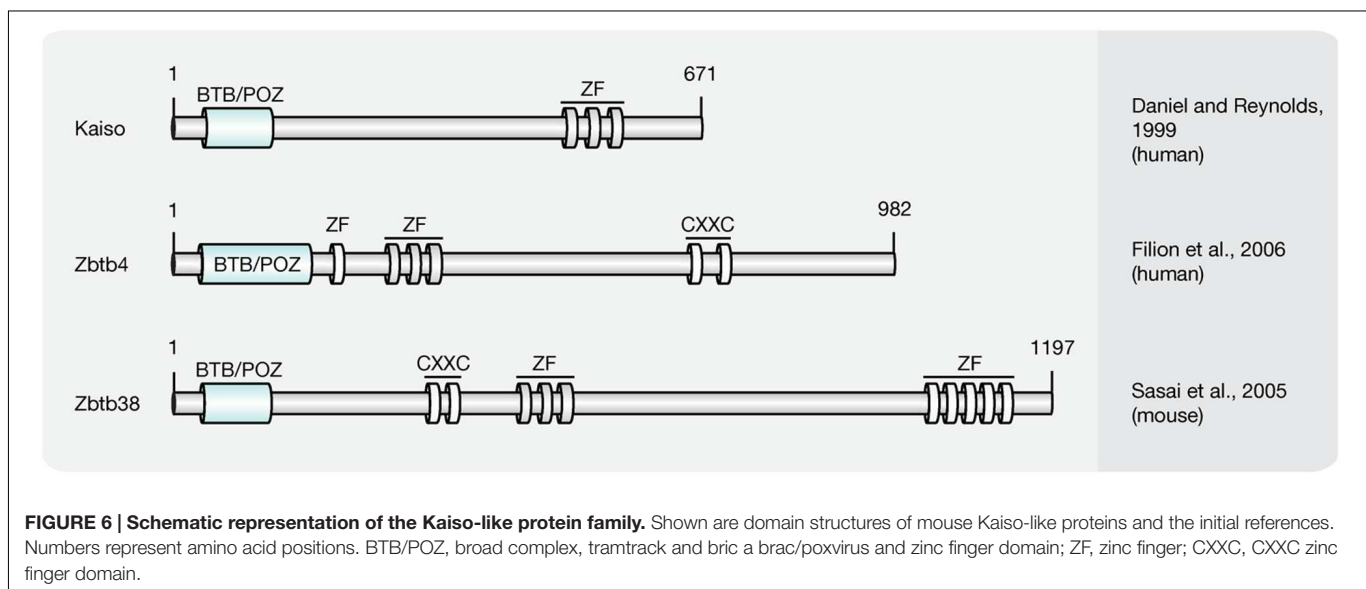 1
671
BTB/POZ
ZF
Kaiso
Daniel and Reynolds,
1999
(human)
1
982
ZF
ZF
CXXC
Zbtb4
BTB/POZ
Filion et al., 2006
(human)
1
1197
BTB/POZ
CXXC
ZF
ZF
Zbtb38
Sasai et al., 2005
(mouse)
FIGURE 6 | Schematic representation of the Kaiso-like protein family. Shown are domain structures of mouse Kaiso-like proteins and the initial references.
Numbers represent amino acid positions. BTB/POZ, broad complex, tramtrack and bric a brac/poxvirus and zinc finger domain; ZF, zinc finger; CXXC, CXXC zinc
finger domain.